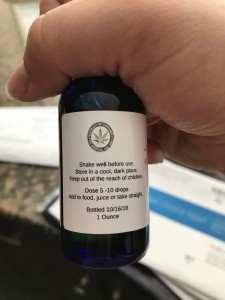 Shake well before use.
Store in a cool, dark place.
Keep out of the reach of children.
Dose 5 -10 drops
Add to food, juice or take straight.
Bottled 10/16/18
1 Ounce